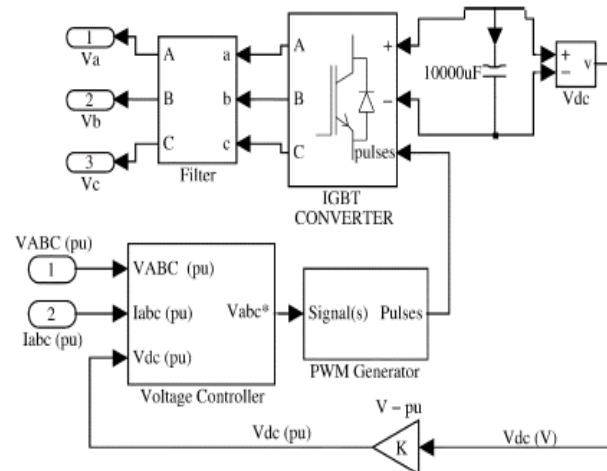 1
Va
2
Vb
3
Vc
A
B
C
a
b
c
Filter
A
B
C
+
−
pulses
IGBT
CONVERTER
10000uF
+
−
v
Vdc
VABC (pu)
1
2
Iabc (pu)
VABC (pu)
Iabc (pu)
Vdc (pu)
Vabc*
Voltage Controller
Signal(s)
Pulses
PWM Generator
V − pu
K
Vdc (pu)
Vdc (V)